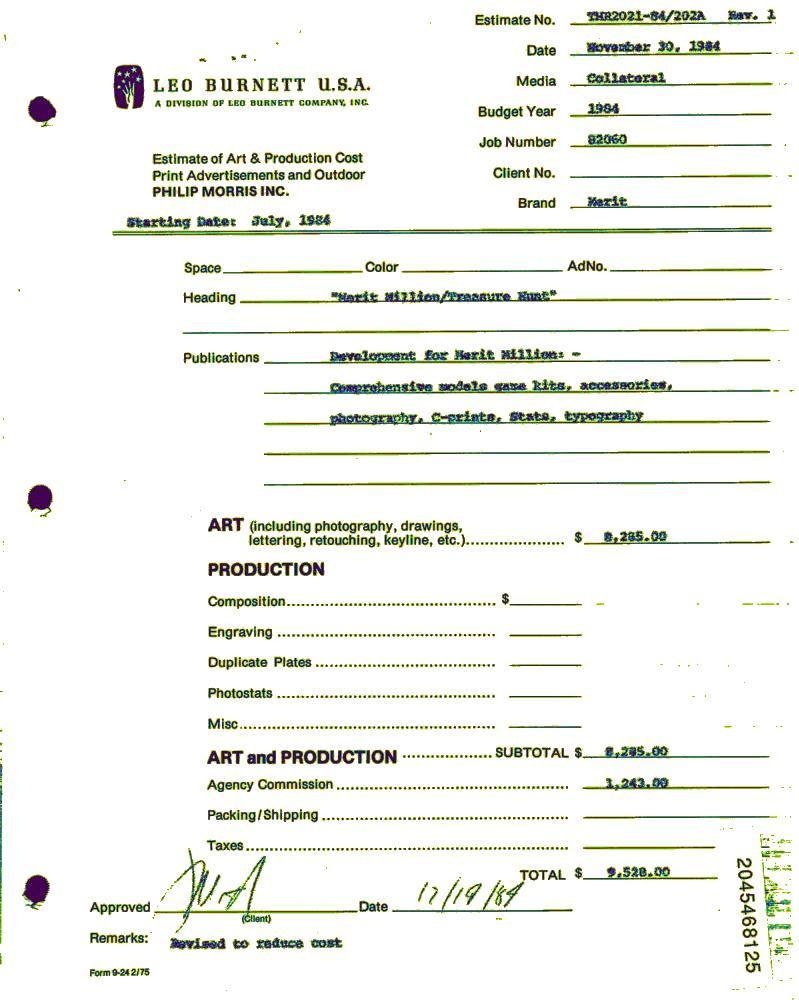 Estimate No. THR2021-84/202A Rev. 1
Date November 30, 1984
LEO BURNETT U.S.A.
A DIVISION OF LEO BURNETT COMPANY, INC.
Media Collateral
Budget Year 1984
Job Number 82060
Estimate of Art & Production Cost
Print Advertisements and Outdoor
PHILIP MORRIS INC.
Client No.
Brand Merit
Starting Date: July, 1984
Space Color AdNo.
Heading "Merit Million/Treasure Hunt"
Publications Development for Merit Million: -
Comprehensive models game kits, accessories,
photography, C-prints, Stats, typography
ART (including photography, drawings,
lettering, retouching, keyline, etc.).................... $ 8,285.00
PRODUCTION
Composition.................................................. $
Engraving ....................................................
Duplicate Plates ...........................................
Photostats ....................................................
Misc.............................................................
ART and PRODUCTION .................. SUBTOTAL $ 8,285.00
Agency Commission .................................................... 1,243.00
Packing/Shipping .......................................................
Taxes.........................................................................
TOTAL $ 9,528.00
Approved Date 12/19/84
(Client)
Remarks: Revised to reduce cost
Form 9-24 2/75
2045468125